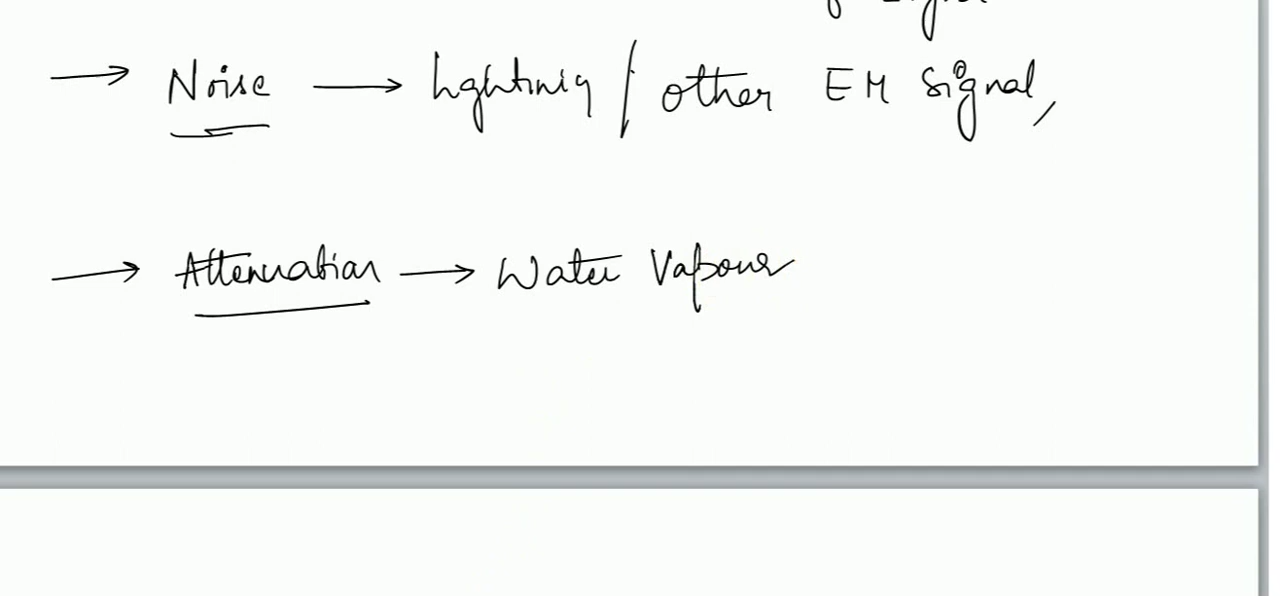 → Noise → lightning / other EM Signal,
→ Attenuation → Water Vapour